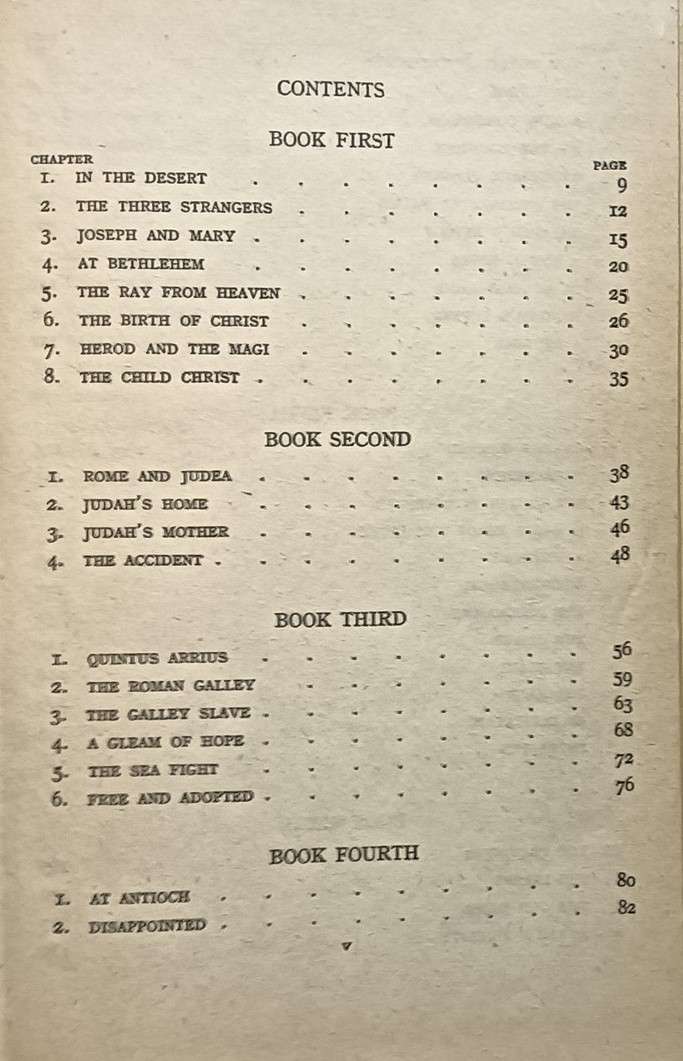 CONTENTS
BOOK FIRST
CHAPTER PAGE
1. IN THE DESERT . . . . . . . . 9
2. THE THREE STRANGERS . . . . . . . 12
3. JOSEPH AND MARY . . . . . . . . 15
4. AT BETHLEHEM . . . . . . . . 20
5. THE RAY FROM HEAVEN . . . . . . . 25
6. THE BIRTH OF CHRIST . . . . . . . 26
7. HEROD AND THE MAGI . . . . . . . 30
8. THE CHILD CHRIST . . . . . . . . 35
BOOK SECOND
1. ROME AND JUDEA . . . . . . . . 38
2. JUDAH'S HOME . . . . . . . . 43
3. JUDAH'S MOTHER . . . . . . . . 46
4. THE ACCIDENT . . . . . . . . . 48
BOOK THIRD
1. QUINTUS ARRIUS . . . . . . . . 56
2. THE ROMAN GALLEY . . . . . . . 59
3. THE GALLEY SLAVE . . . . . . . . 63
4. A GLEAM OF HOPE . . . . . . . . 68
5. THE SEA FIGHT . . . . . . . . 72
6. FREE AND ADOPTED . . . . . . . . 76
BOOK FOURTH
1. AT ANTIOCH . . . . . . . . . 80
2. DISAPPOINTED . . . . . . . . . 82
v